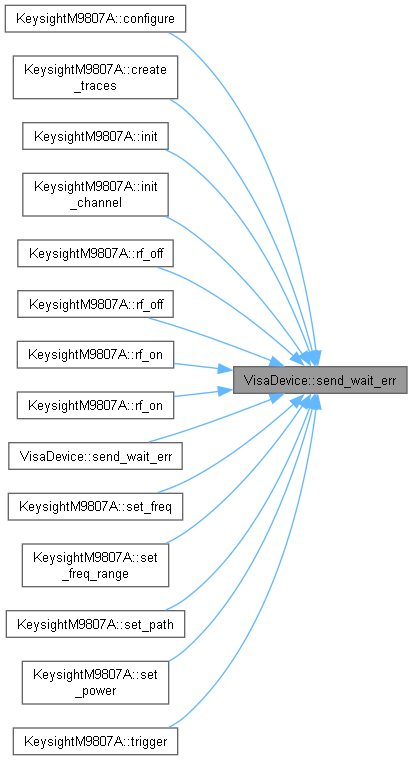 KeysightM9807A::configure
KeysightM9807A::create
_traces
KeysightM9807A::init
KeysightM9807A::init
_channel
KeysightM9807A::rf_off
KeysightM9807A::rf_off
KeysightM9807A::rf_on
VisaDevice::send_wait_err
KeysightM9807A::rf_on
VisaDevice::send_wait_err
KeysightM9807A::set_freq
KeysightM9807A::set
_freq_range
KeysightM9807A::set_path
KeysightM9807A::set
_power
KeysightM9807A::trigger